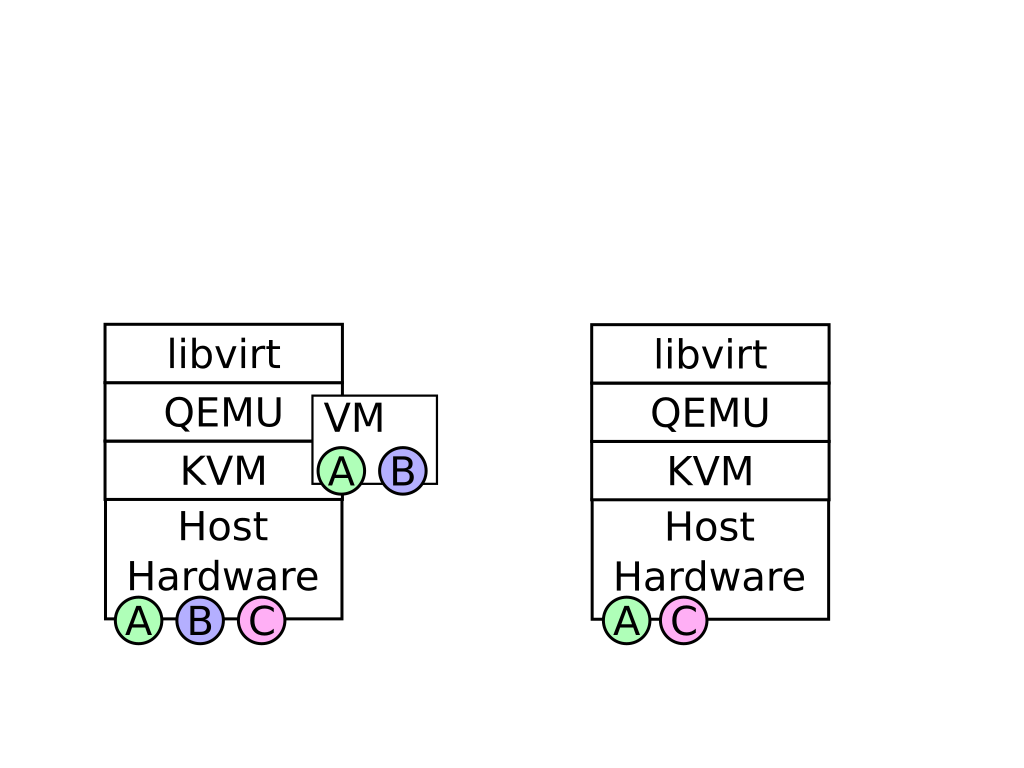 libvirt
QEMU
KVM
Host
Hardware
A B C
VM
A B
libvirt
QEMU
KVM
Host
Hardware
A C